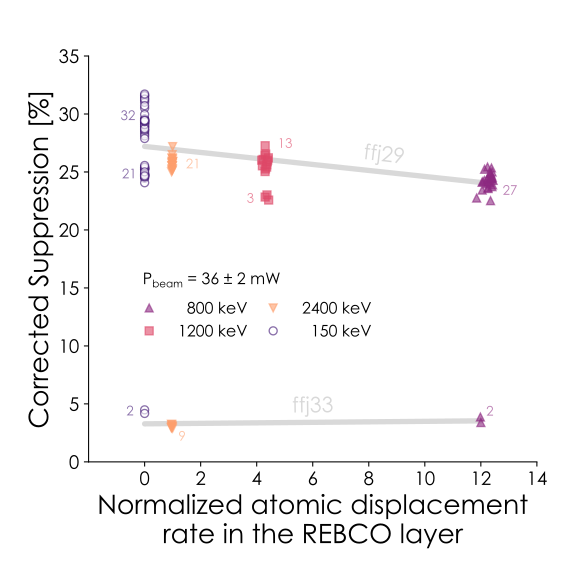 35
30
25
20
15
10
5
0
Corrected Suppression [%]
32
21
21
13
3
ffj29
27
P_beam = 36 ± 2 mW
800 keV
2400 keV
1200 keV
150 keV
ffj33
2
9
2
0 2 4 6 8 10 12 14
Normalized atomic displacement
rate in the REBCO layer